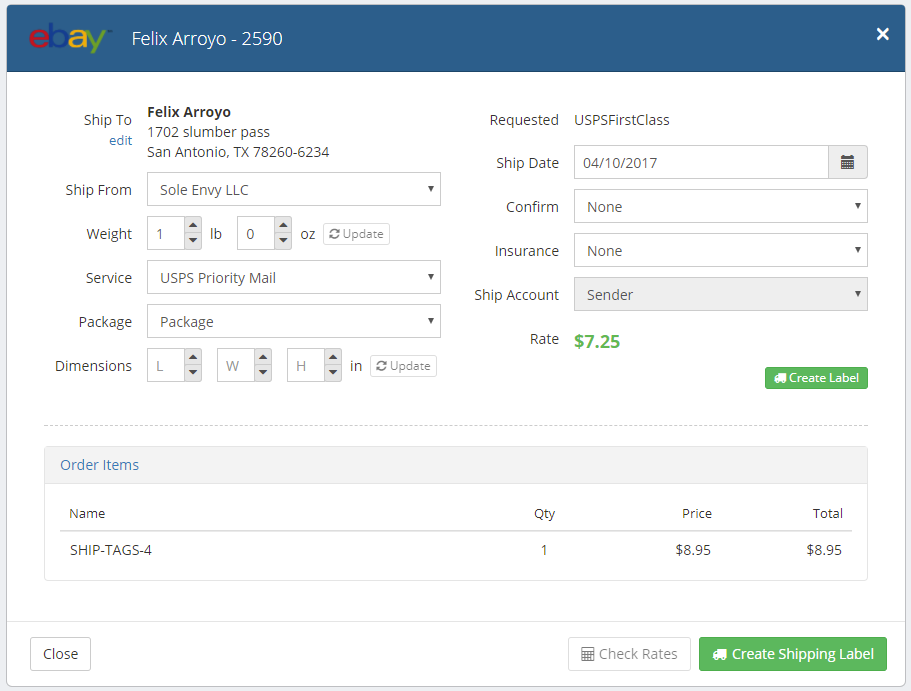 ebay Felix Arroyo - 2590 ×
Ship To Felix Arroyo
edit 1702 slumber pass
San Antonio, TX 78260-6234
Ship From Sole Envy LLC
Weight 1 lb 0 oz Update
Service USPS Priority Mail
Package Package
Dimensions L W H in Update
Requested USPSFirstClass
Ship Date 04/10/2017
Confirm None
Insurance None
Ship Account Sender
Rate $7.25
Create Label
Order Items
Name Qty Price Total
SHIP-TAGS-4 1 $8.95 $8.95
Close Check Rates Create Shipping Label